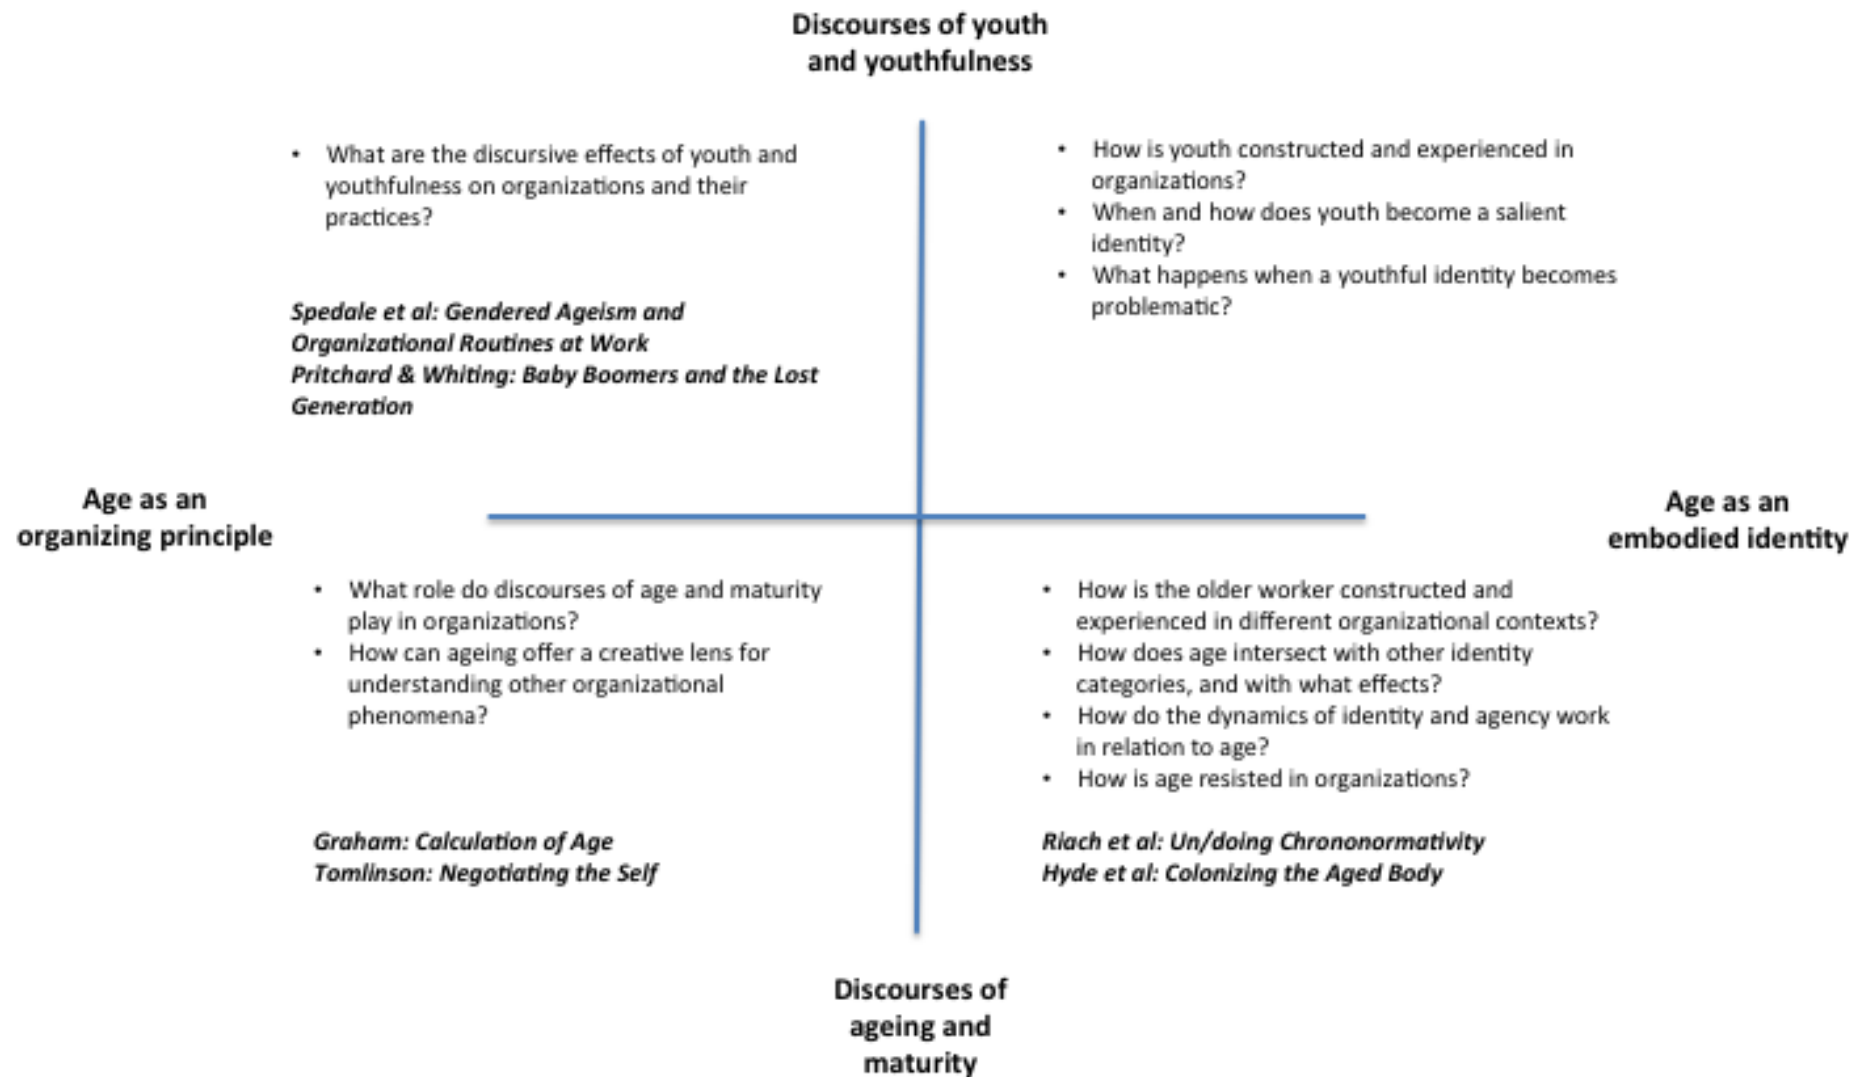 Discourses of youth
and youthfulness
• What are the discursive effects of youth and
youthfulness on organizations and their
practices?
Spedale et al: Gendered Ageism and
Organizational Routines at Work
Pritchard & Whiting: Baby Boomers and the Lost
Generation
• How is youth constructed and experienced in
organizations?
• When and how does youth become a salient
identity?
• What happens when a youthful identity becomes
problematic?
Age as an
organizing principle
Age as an
embodied identity
• What role do discourses of age and maturity
play in organizations?
• How can ageing offer a creative lens for
understanding other organizational
phenomena?
Graham: Calculation of Age
Tomlinson: Negotiating the Self
• How is the older worker constructed and
experienced in different organizational contexts?
• How does age intersect with other identity
categories, and with what effects?
• How do the dynamics of identity and agency work
in relation to age?
• How is age resisted in organizations?
Riach et al: Un/doing Chrononormativity
Hyde et al: Colonizing the Aged Body
Discourses of
ageing and
maturity